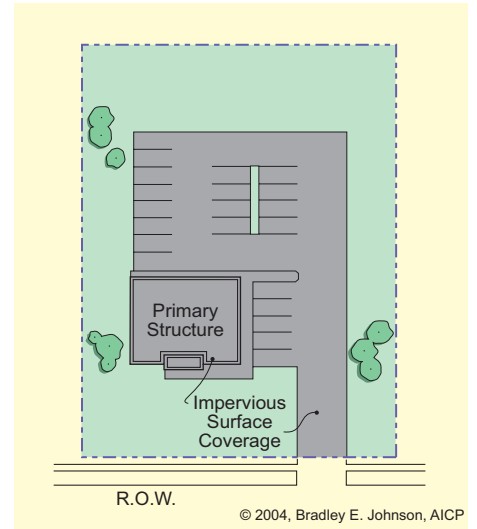 Primary
Structure
Impervious
Surface
Coverage
R.O.W.
© 2004, Bradley E. Johnson, AICP